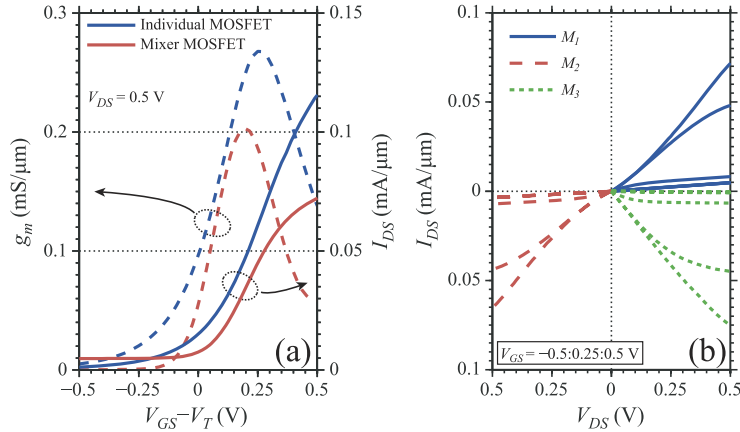 Individual MOSFET
Mixer MOSFET
V_DS = 0.5 V
0.3
0.2
0.1
0
g_m (mS/μm)
0.15
0.1
0.05
0
I_DS (mA/μm)
−0.5
−0.25
0
0.25
0.5
V_GS−V_T (V)
(a)
M_1
M_2
M_3
0.1
0.05
0
0.05
0.1
I_DS (mA/μm)
V_GS = −0.5:0.25:0.5 V
(b)
0.50
0.25
0
0.25
0.50
V_DS (V)